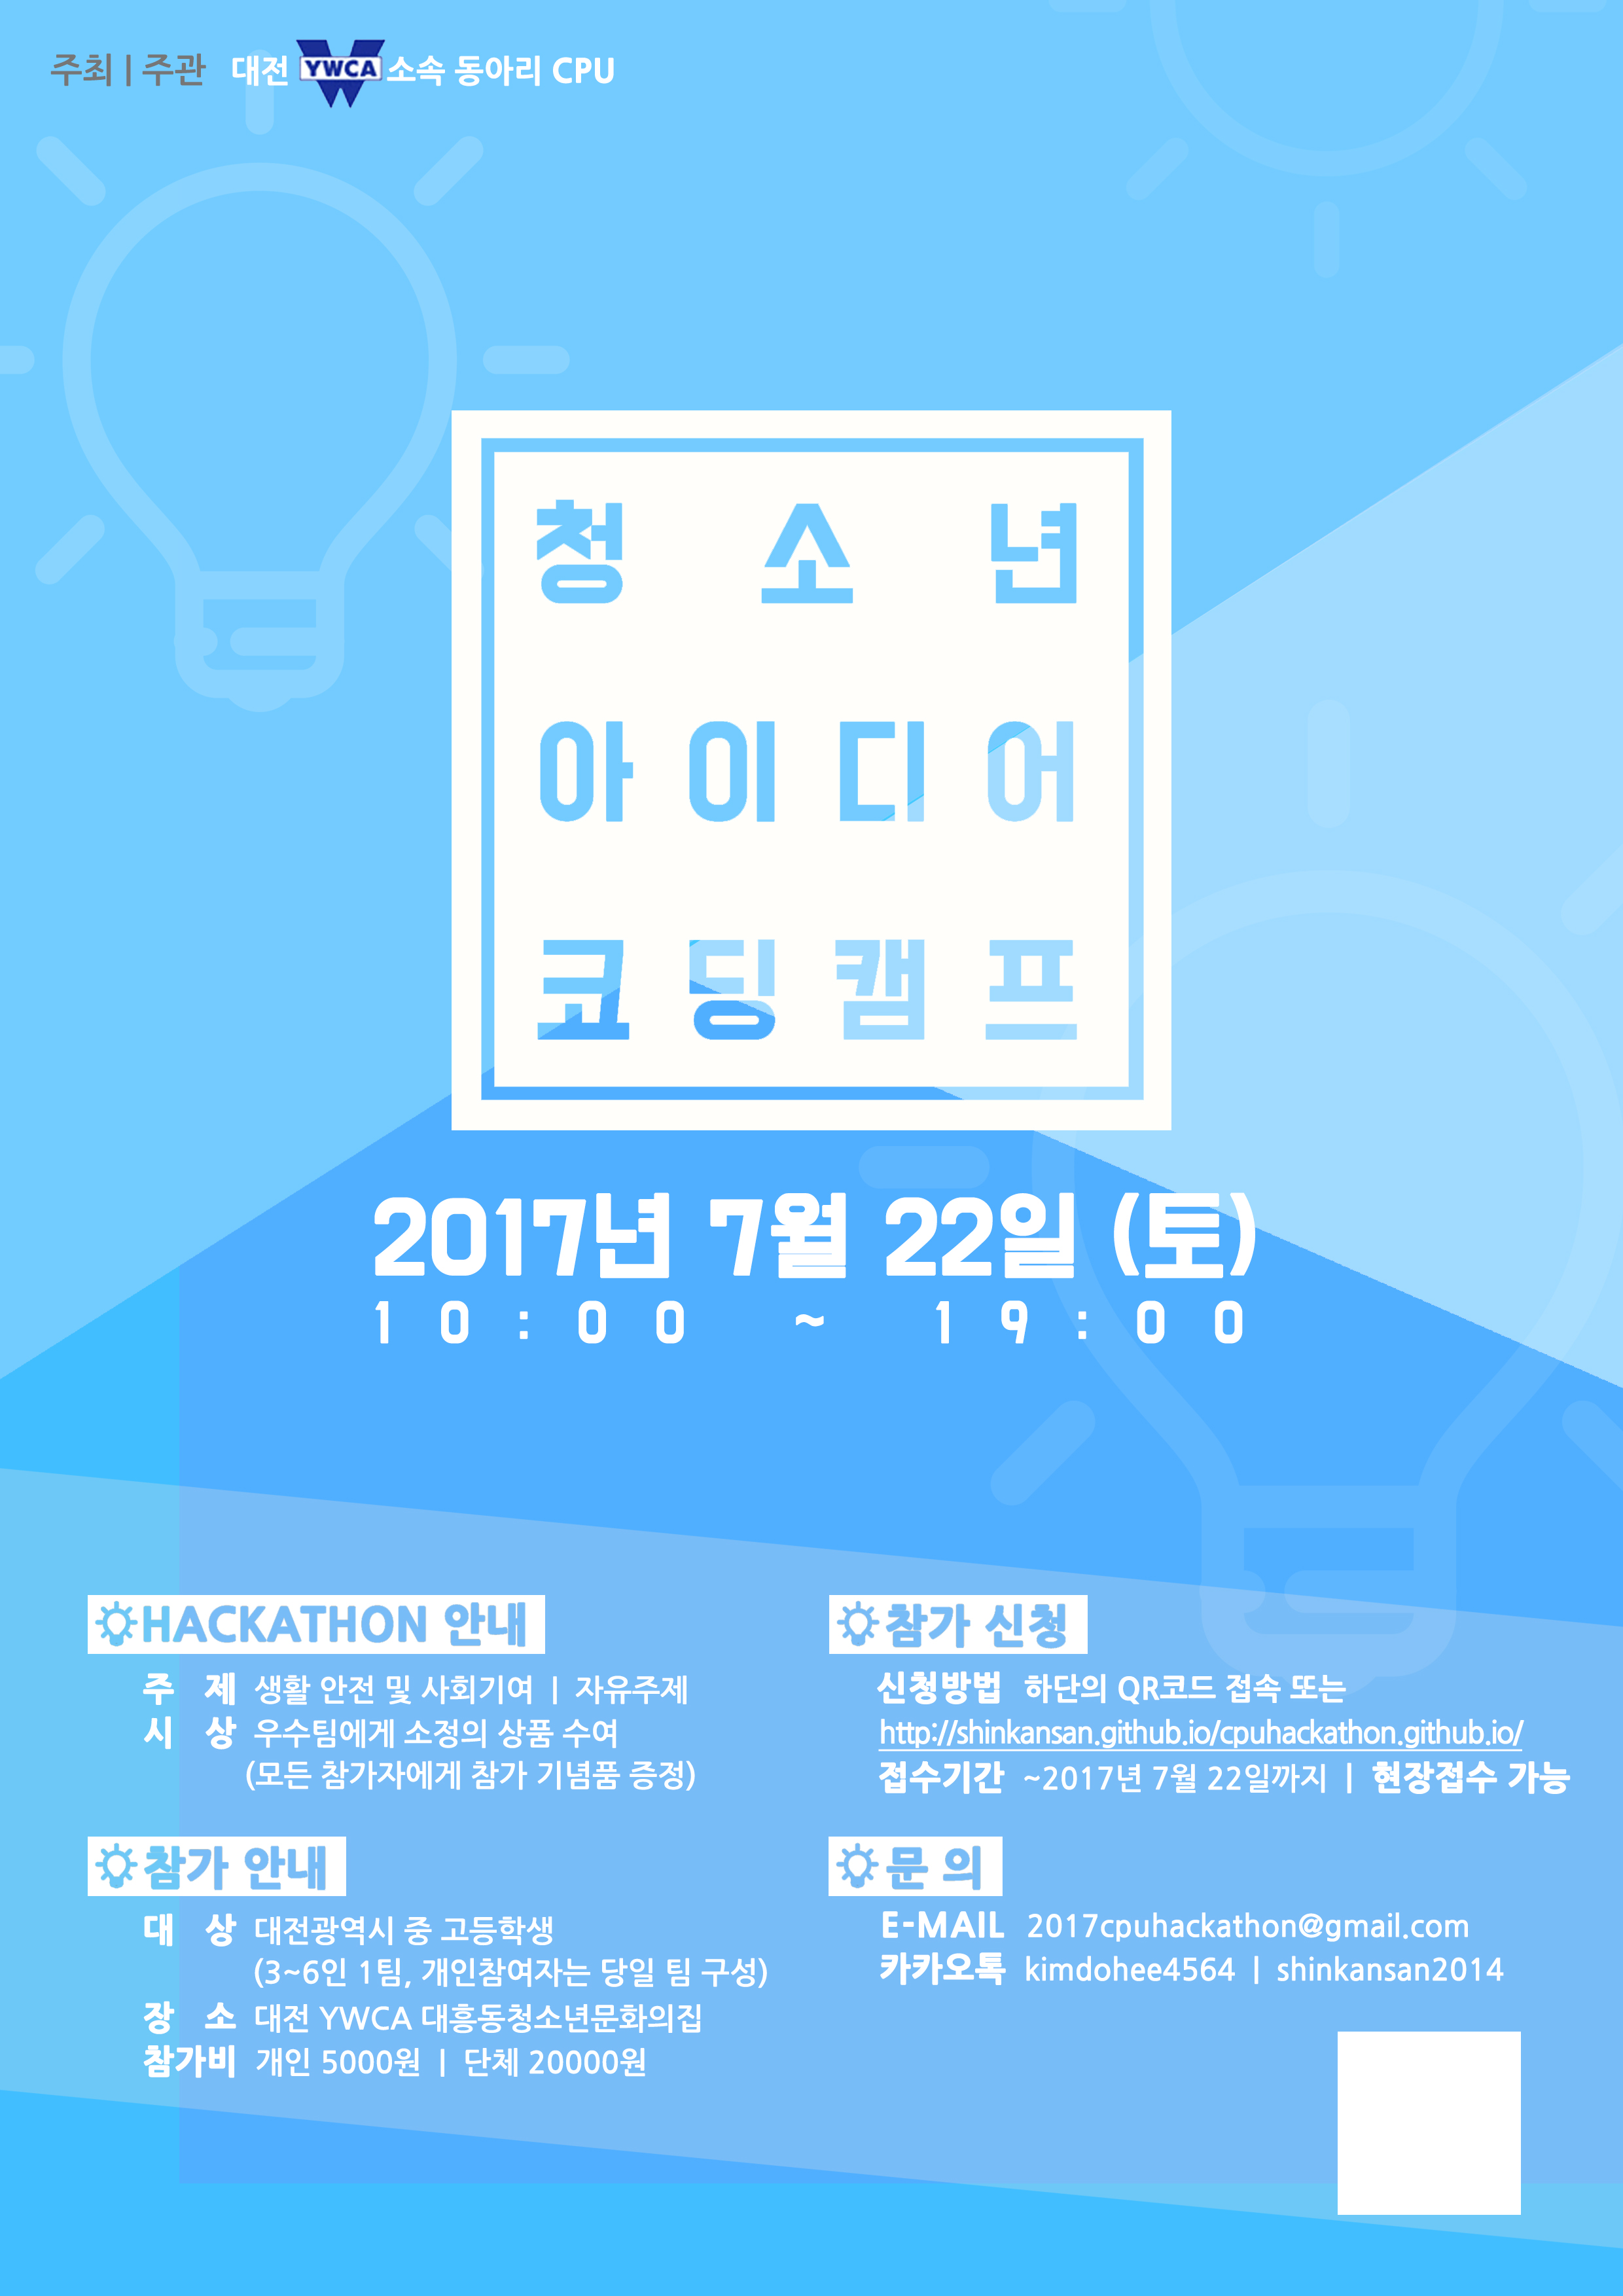 주최 | 주관 대전 YWCA 소속 동아리 CPU
청소년
아이디어
코딩캠프
2017년 7월 22일 (토)
10:00 ~ 19:00
HACKATHON 안내
주 제 생활 안전 및 사회기여 | 자유주제
시 상 우수팀에게 소정의 상품 수여
(모든 참가자에게 참가 기념품 증정)
참가 안내
대 상 대전광역시 중 고등학생
(3~6인 1팀, 개인참여자는 당일 팀 구성)
장 소 대전 YWCA 대흥동청소년문화의집
참가비 개인 5000원 | 단체 20000원
참가 신청
신청방법 하단의 QR코드 접속 또는
http://shinkansan.github.io/cpuhackathon.github.io/
접수기간 ~2017년 7월 22일까지 | 현장접수 가능
문 의
E-MAIL 2017cpuhackathon@gmail.com
카카오톡 kimdohee4564 | shinkansan2014